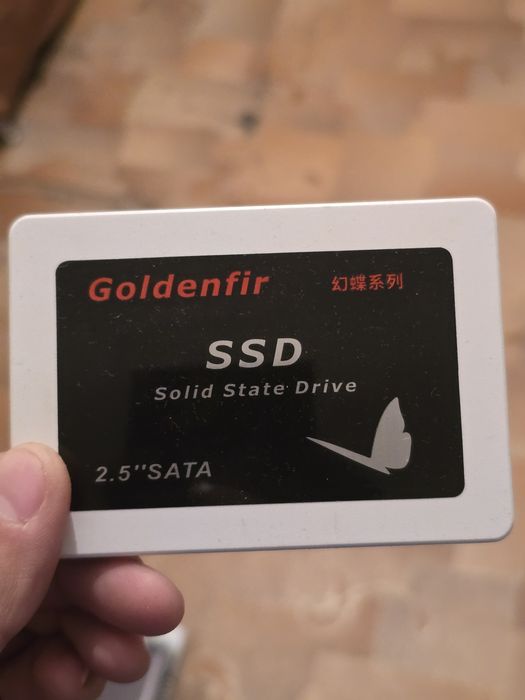 Goldenfir 幻蝶系列
SSD
Solid State Drive
2.5''SATA